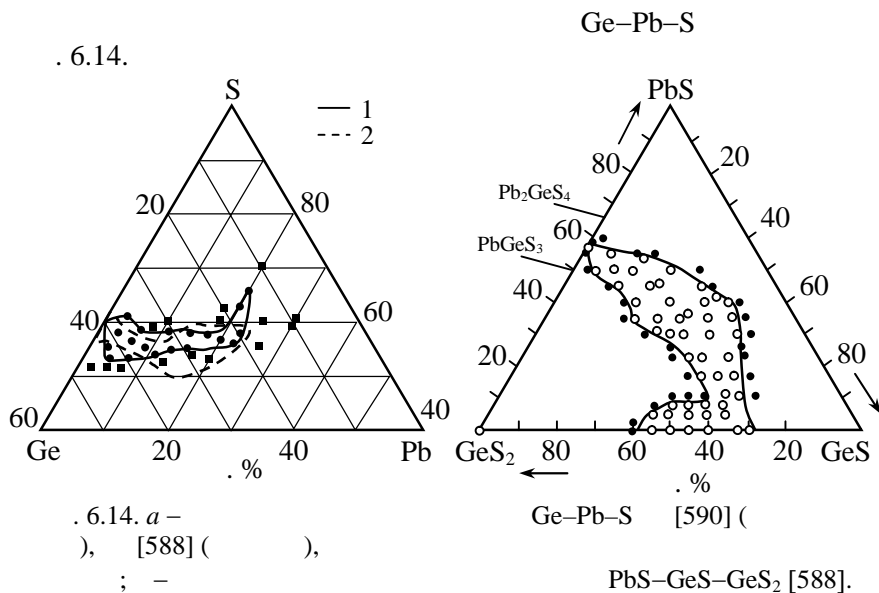 Ge–Pb–S
. 6.14.
S
1
2
20
80
40
60
60
40
Ge
20
40
Pb
. %
PbS
80
20
Pb₂GeS₄
60
40
PbGeS₃
40
60
20
80
GeS₂
80
60
40
20
GeS
. %
. 6.14. a – Ge–Pb–S [590] (
), [588] ( ),
; – PbS–GeS–GeS₂ [588].